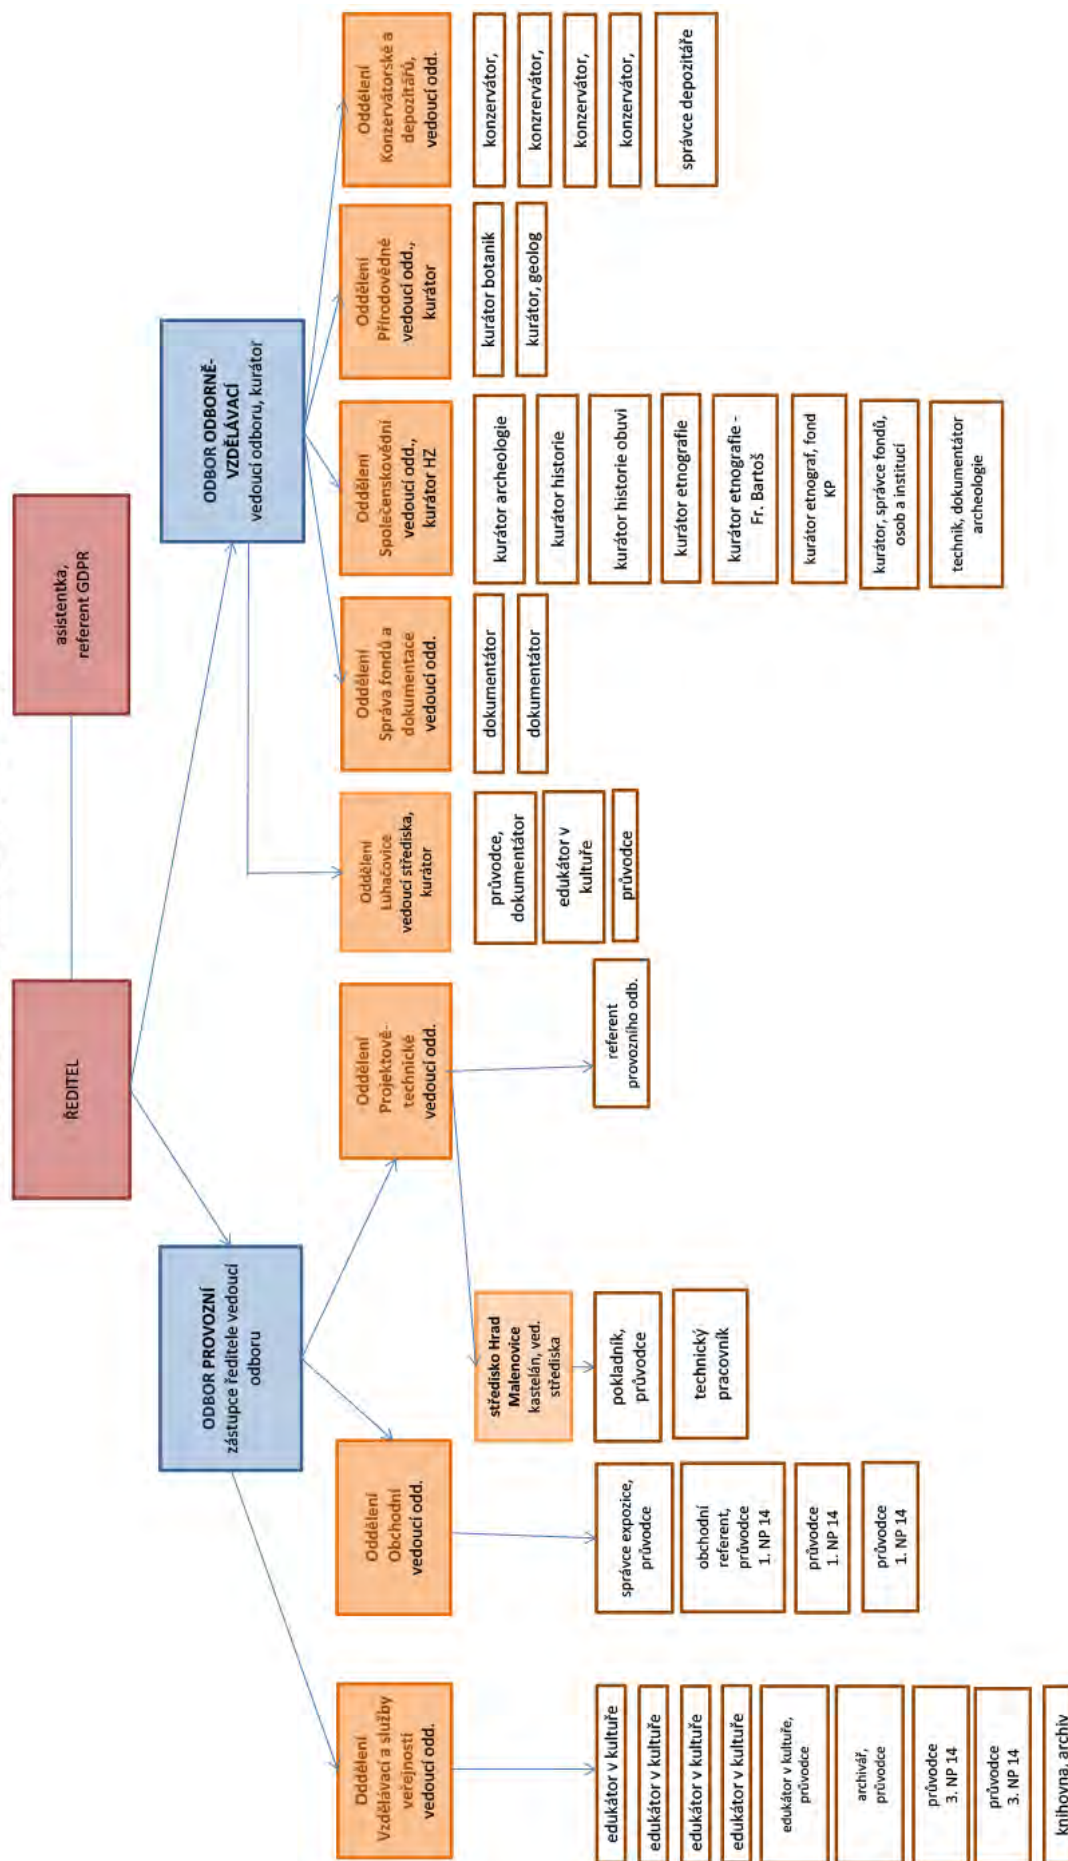 ŘEDITEL
asistentka,
referent GDPR
ODBOR PROVOZNÍ
zástupce ředitele vedoucí
odboru
ODBOR ODBORNĚ-
VZDĚLÁVACÍ
vedoucí odboru, kurátor
Oddělení
Vzdělávací a služby
veřejnosti
vedoucí odd.
Oddělení
Obchodní
vedoucí odd.
Oddělení
Projektově-
technické
vedoucí odd.
Oddělení
Luhačovice
vedoucí střediska,
kurátor
Oddělení
Správa fondů a
dokumentace
vedoucí odd.
Oddělení
Společenskovědní
vedoucí odd.,
kurátor HZ
Oddělení
Přírodovědné
vedoucí odd.,
kurátor
Oddělení
Konzervátorské a
depozitářů,
vedoucí odd.
edukátor v kultuře
edukátor v kultuře
edukátor v kultuře
edukátor v kultuře
edukátor v kultuře,
průvodce
archivář,
průvodce
průvodce
3. NP 14
průvodce
3. NP 14
knihovna, archiv
správce expozice,
průvodce
obchodní
referent,
průvodce
1. NP 14
průvodce
1. NP 14
průvodce
1. NP 14
středisko Hrad
Malenovice
kastelán, ved.
střediska
pokladník,
průvodce
technický
pracovník
referent
provozního odb.
průvodce,
dokumentátor
edukátor v
kultuře
průvodce
dokumentátor
dokumentátor
kurátor archeologie
kurátor historie
kurátor historie obuvi
kurátor etnografie
kurátor etnografie -
Fr. Bartoš
kurátor etnograf, fond
KP
kurátor, správce fondů,
osob a institucí
technik, dokumentátor
archeologie
kurátor botanik
kurátor, geolog
konzervátor,
konzrervátor,
konzervátor,
konzervátor,
správce depozitáře